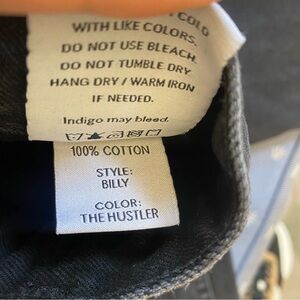 COLD
WITH LIKE COLORS.
DO NOT USE BLEACH.
DO NOT TUMBLE DRY
HANG DRY / WARM IRON
IF NEEDED.
Indigo may bleed.
100% COTTON
STYLE:
BILLY
COLOR:
THE HUSTLER